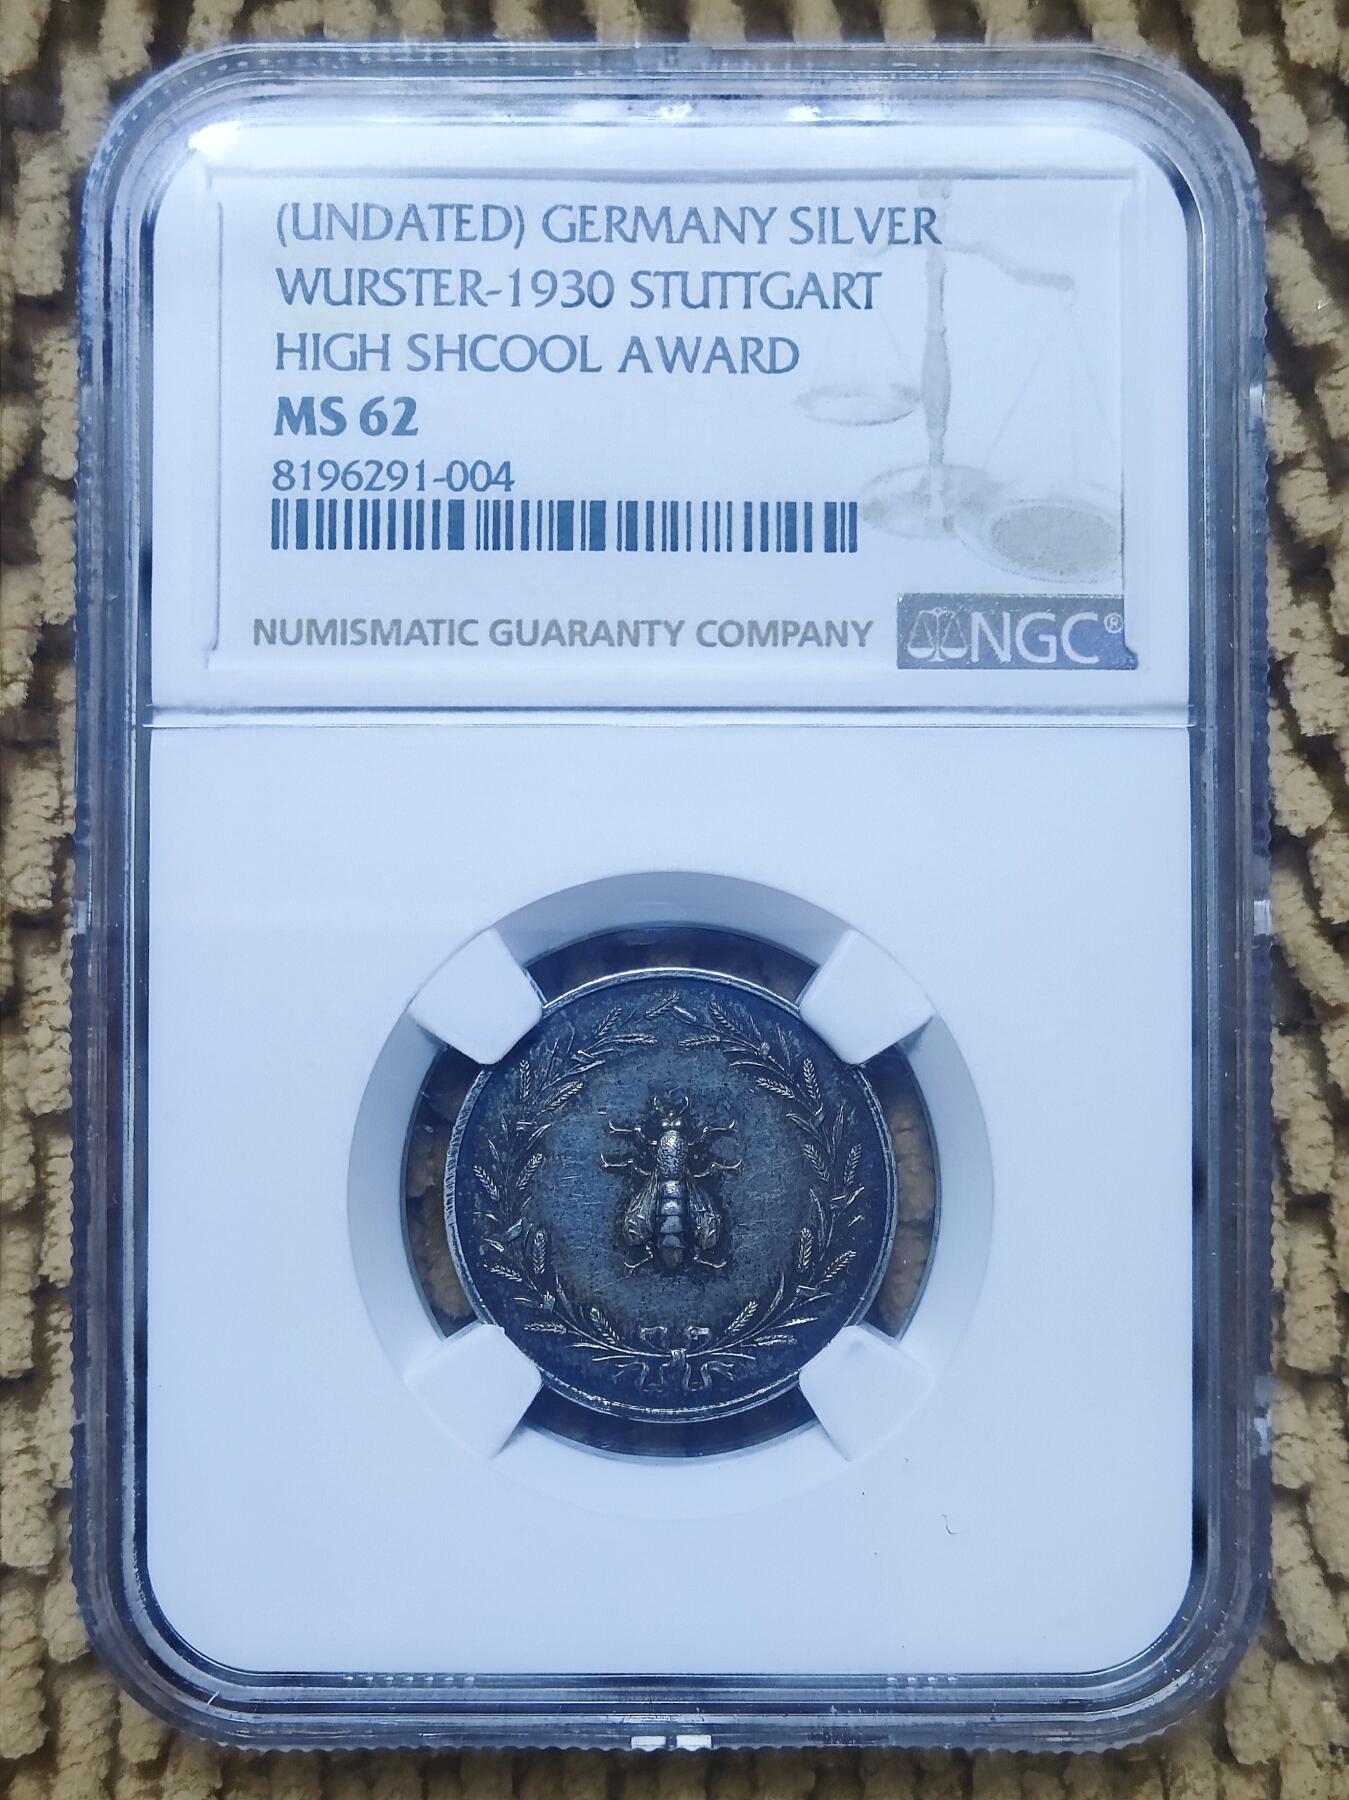 (UNDATED) GERMANY SILVER
WURSTER-1930 STUTTGART
HIGH SHCOOL AWARD
MS 62
8196291-004
NUMISMATIC GUARANTY COMPANY
NGC®